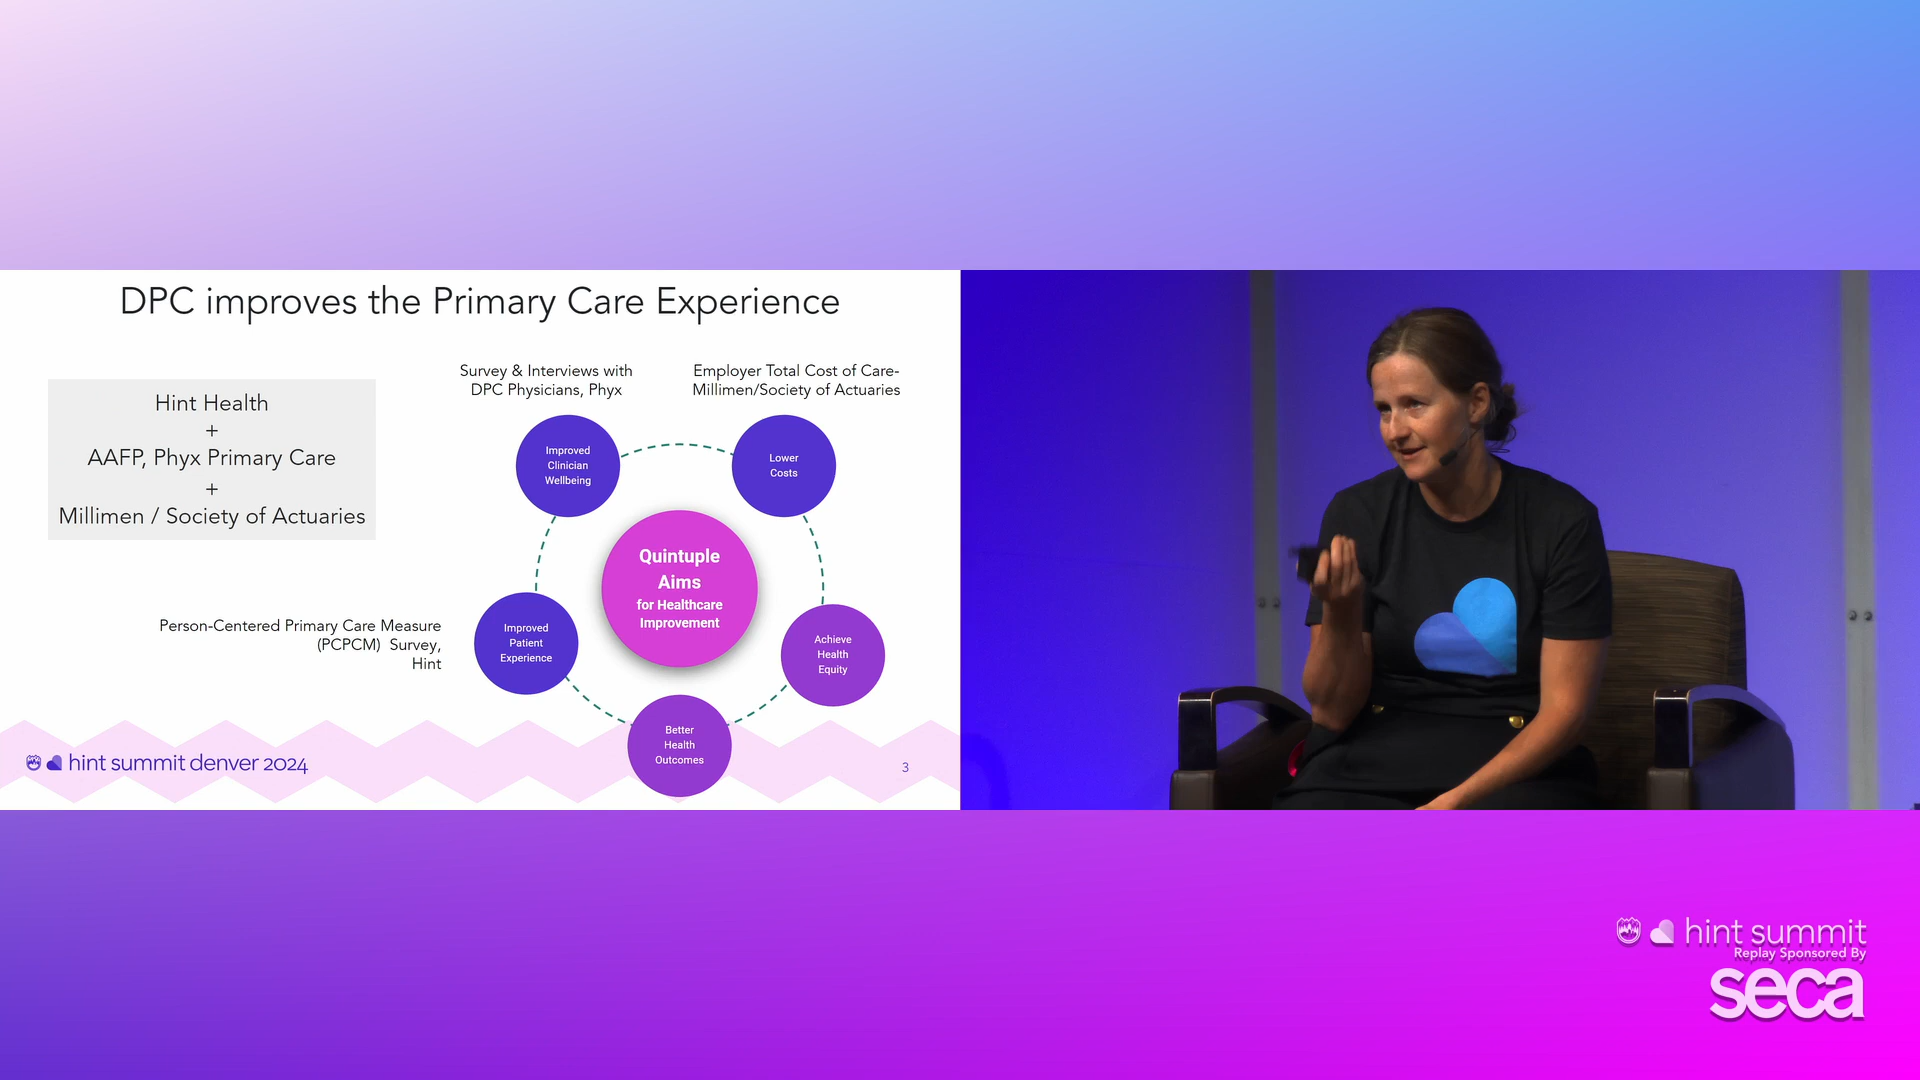 DPC improves the Primary Care Experience
Hint Health
+
AAFP, Phyx Primary Care
+
Millimen / Society of Actuaries
Survey & Interviews with
DPC Physicians, Phyx
Employer Total Cost of Care-
Millimen/Society of Actuaries
Improved
Clinician
Wellbeing
Lower
Costs
Quintuple
Aims
for Healthcare
Improvement
Person-Centered Primary Care Measure
(PCPCM) Survey,
Hint
Improved
Patient
Experience
Achieve
Health
Equity
Better
Health
Outcomes
hint summit denver 2024
3
hint summit
Replay Sponsored By
seca